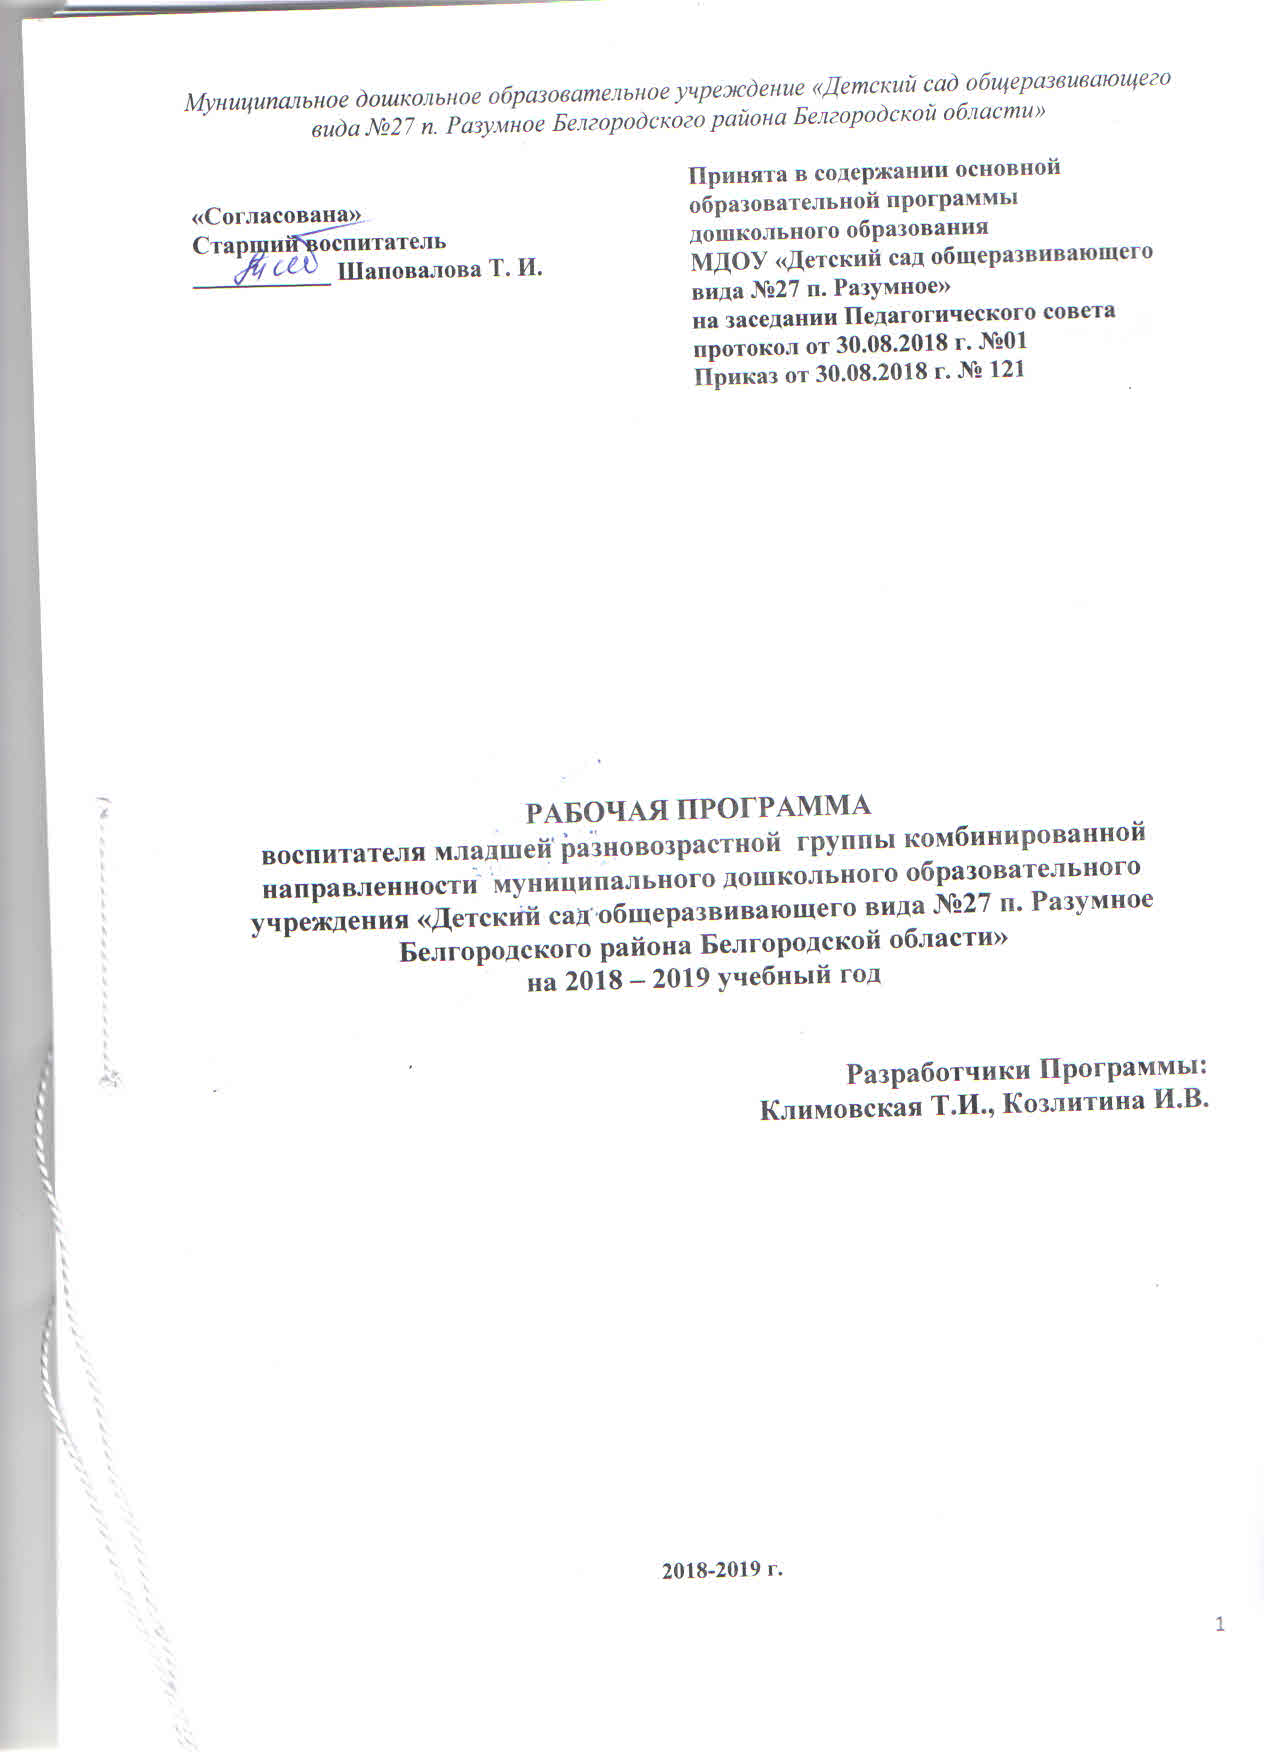 Муниципальное дошкольное образовательное учреждение «Детский сад общеразвивающего
вида №27 п. Разумное Белгородского района Белгородской области»
«Согласована»
Старший воспитатель
____________ Шаповалова Т. И.
Принята в содержании основной
образовательной программы
дошкольного образования
МДОУ «Детский сад общеразвивающего
вида №27 п. Разумное»
на заседании Педагогического совета
протокол от 30.08.2018 г. №01
Приказ от 30.08.2018 г. № 121
РАБОЧАЯ ПРОГРАММА
воспитателя младшей разновозрастной группы комбинированной
направленности муниципального дошкольного образовательного
учреждения «Детский сад общеразвивающего вида №27 п. Разумное
Белгородского района Белгородской области»
на 2018 – 2019 учебный год
Разработчики Программы:
Климовская Т.И., Козлитина И.В.
2018-2019 г.
1